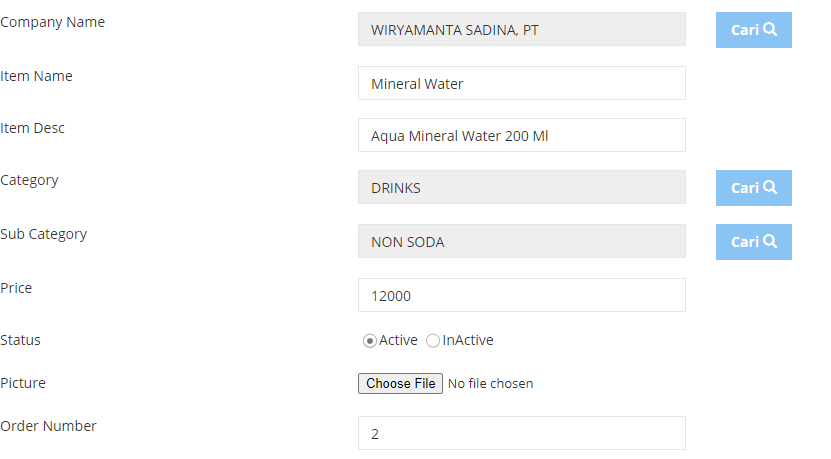 Company Name WIRYAMANTA SADINA, PT Cari
Item Name Mineral Water
Item Desc Aqua Mineral Water 200 Ml
Category DRINKS Cari
Sub Category NON SODA Cari
Price 12000
Status Active InActive
Picture Choose File No file chosen
Order Number 2